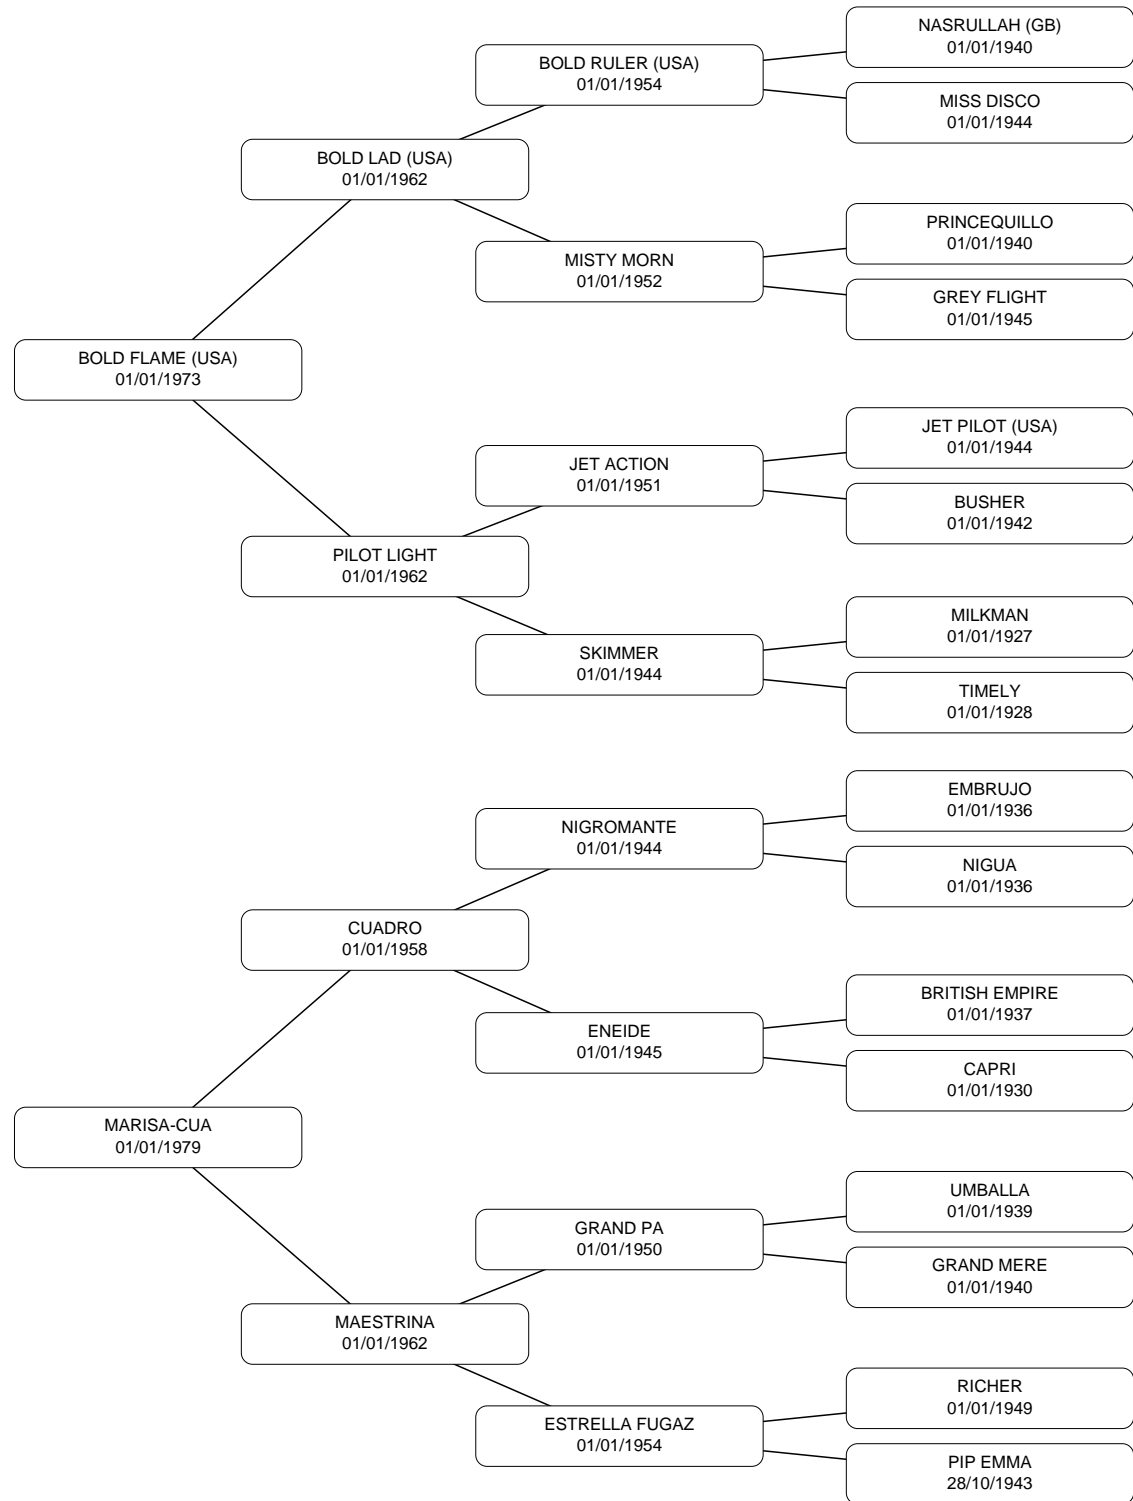 NASRULLAH (GB)
01/01/1940
BOLD RULER (USA)
01/01/1954
MISS DISCO
01/01/1944
BOLD LAD (USA)
01/01/1962
PRINCEQUILLO
01/01/1940
MISTY MORN
01/01/1952
GREY FLIGHT
01/01/1945
BOLD FLAME (USA)
01/01/1973
JET PILOT (USA)
01/01/1944
JET ACTION
01/01/1951
BUSHER
01/01/1942
PILOT LIGHT
01/01/1962
MILKMAN
01/01/1927
SKIMMER
01/01/1944
TIMELY
01/01/1928
EMBRUJO
01/01/1936
NIGROMANTE
01/01/1944
NIGUA
01/01/1936
CUADRO
01/01/1958
BRITISH EMPIRE
01/01/1937
ENEIDE
01/01/1945
CAPRI
01/01/1930
MARISA-CUA
01/01/1979
UMBALLA
01/01/1939
GRAND PA
01/01/1950
GRAND MERE
01/01/1940
MAESTRINA
01/01/1962
RICHER
01/01/1949
ESTRELLA FUGAZ
01/01/1954
PIP EMMA
28/10/1943